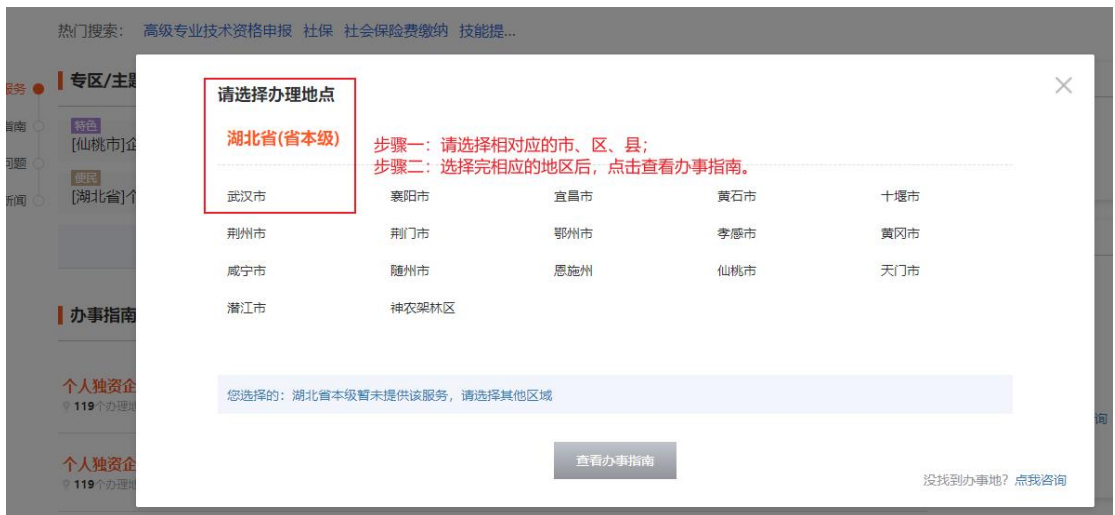 热门搜索： 高级专业技术资格申报 社保 社会保险费缴纳 技能提...
服务
专区/主题
指南
特色
[仙桃市]企
问题
便民
新闻
[湖北省]个
请选择办理地点
湖北省(省本级)
步骤一：请选择相对应的市、区、县；
步骤二：选择完相应的地区后，点击查看办事指南。
武汉市 襄阳市 宜昌市 黄石市 十堰市
荆州市 荆门市 鄂州市 孝感市 黄冈市
咸宁市 随州市 恩施州 仙桃市 天门市
潜江市 神农架林区
办事指南
您选择的：湖北省本级暂未提供该服务，请选择其他区域
个人独资企
119个办理地
询
查看办事指南
个人独资企
119个办理地
没找到办事地？点我咨询